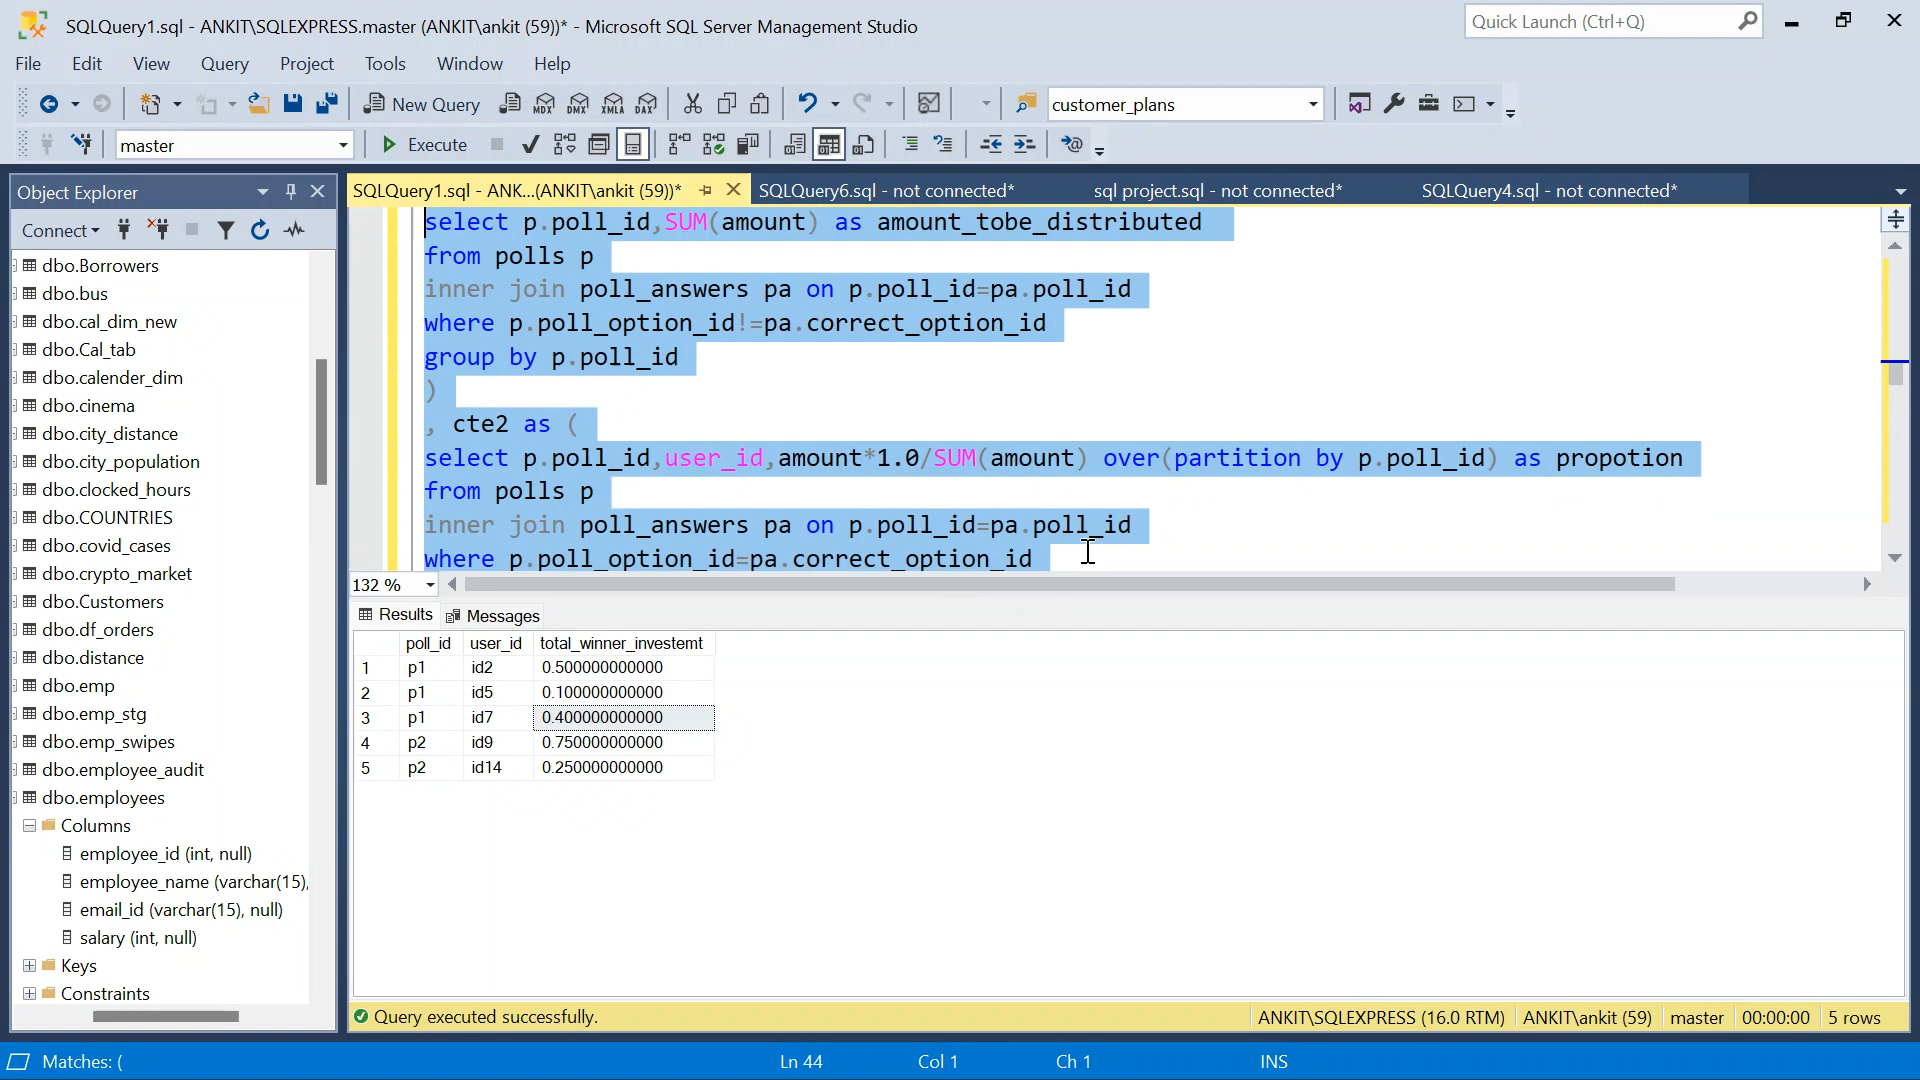 SQLQuery1.sql - ANKIT\SQLEXPRESS.master (ANKIT\ankit (59))* - Microsoft SQL Server Management Studio
Quick Launch (Ctrl+Q)
File Edit View Query Project Tools Window Help
New Query MDX DMX XMLA DAX customer_plans
master Execute
Object Explorer
SQLQuery1.sql - ANK...(ANKIT\ankit (59))* SQLQuery6.sql - not connected* sql project.sql - not connected* SQLQuery4.sql - not connected*
Connect
dbo.Borrowers
dbo.bus
dbo.cal_dim_new
dbo.Cal_tab
dbo.calender_dim
dbo.cinema
dbo.city_distance
dbo.city_population
dbo.clocked_hours
dbo.COUNTRIES
dbo.covid_cases
dbo.crypto_market
dbo.Customers
dbo.df_orders
dbo.distance
dbo.emp
dbo.emp_stg
dbo.emp_swipes
dbo.employee_audit
dbo.employees
Columns
employee_id (int, null)
employee_name (varchar(15),
email_id (varchar(15), null)
salary (int, null)
Keys
Constraints
select p.poll_id,SUM(amount) as amount_tobe_distributed
from polls p
inner join poll_answers pa on p.poll_id=pa.poll_id
where p.poll_option_id!=pa.correct_option_id
group by p.poll_id
)
, cte2 as (
select p.poll_id,user_id,amount*1.0/SUM(amount) over(partition by p.poll_id) as propotion
from polls p
inner join poll_answers pa on p.poll_id=pa.poll_id
where p.poll_option_id=pa.correct_option_id
132 %
Results Messages
poll_id user_id total_winner_investemt
1 p1 id2 0.500000000000
2 p1 id5 0.100000000000
3 p1 id7 0.400000000000
4 p2 id9 0.750000000000
5 p2 id14 0.250000000000
Query executed successfully. ANKIT\SQLEXPRESS (16.0 RTM) ANKIT\ankit (59) master 00:00:00 5 rows
Matches: ( Ln 44 Col 1 Ch 1 INS